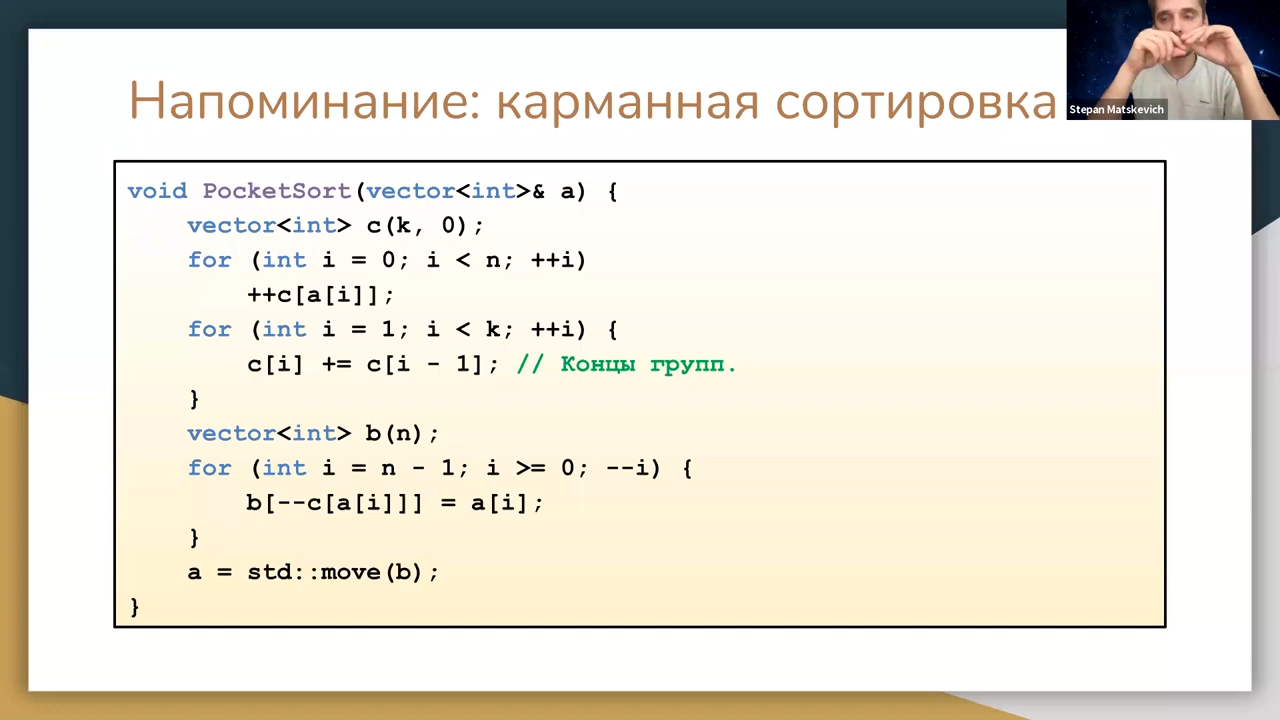 Напоминание: карманная сортировка
Stepan Matskevich
void PocketSort(vector<int>& a) {
    vector<int> c(k, 0);
    for (int i = 0; i < n; ++i)
        ++c[a[i]];
    for (int i = 1; i < k; ++i) {
        c[i] += c[i - 1]; // Концы групп.
    }
    vector<int> b(n);
    for (int i = n - 1; i >= 0; --i) {
        b[--c[a[i]]] = a[i];
    }
    a = std::move(b);
}